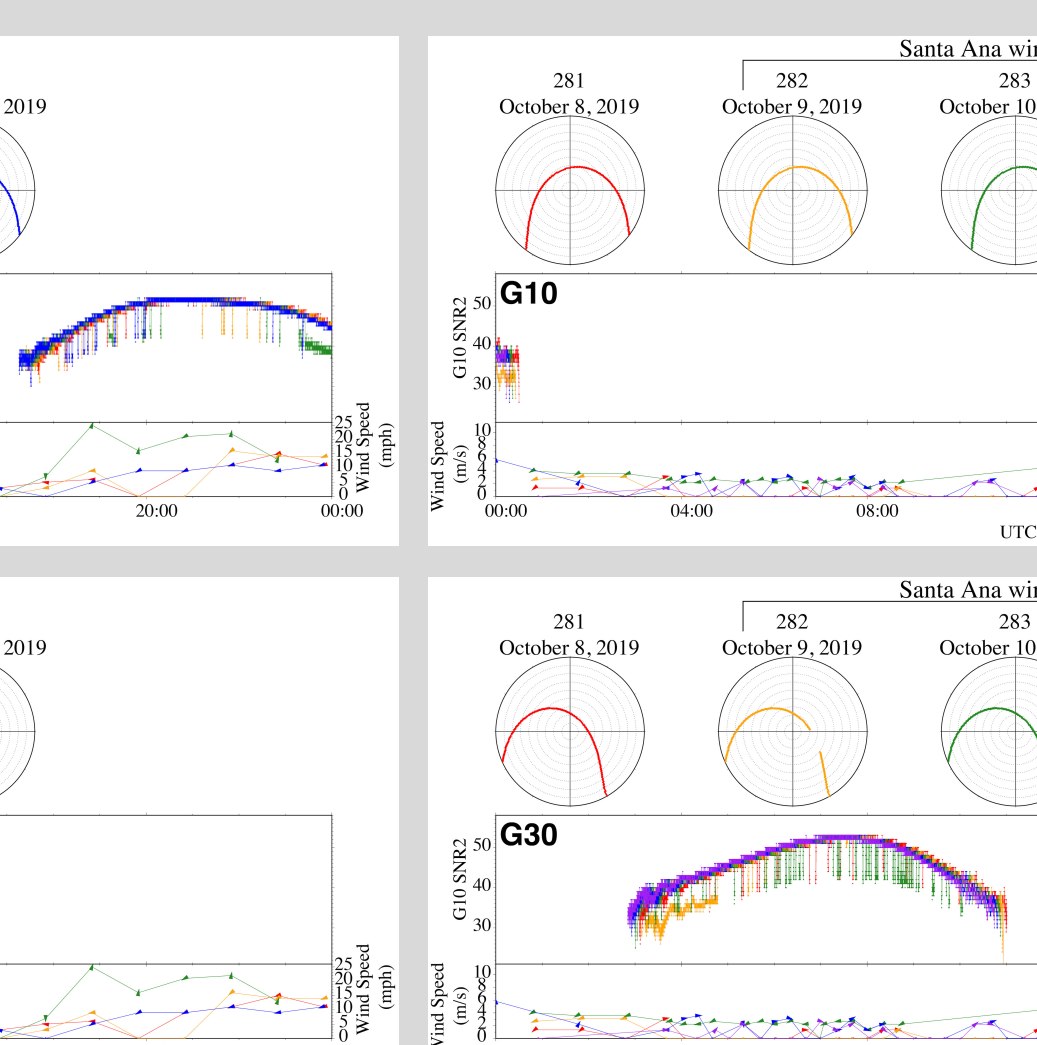 2019
25
20
15
10
5
0
Wind Speed
(mph)
20:00
00:00
Santa Ana
281
282
283
October 8, 2019
October 9, 2019
October 10
G10
G10 SNR2
50
40
30
Wind Speed
(m/s)
10
8
6
4
2
0
00:00
04:00
08:00
UTC
2019
25
20
15
10
5
0
Wind Speed
(mph)
Santa Ana
281
282
283
October 8, 2019
October 9, 2019
October 10
G30
G10 SNR2
50
40
30
Wind Speed
(m/s)
10
8
6
4
2
0